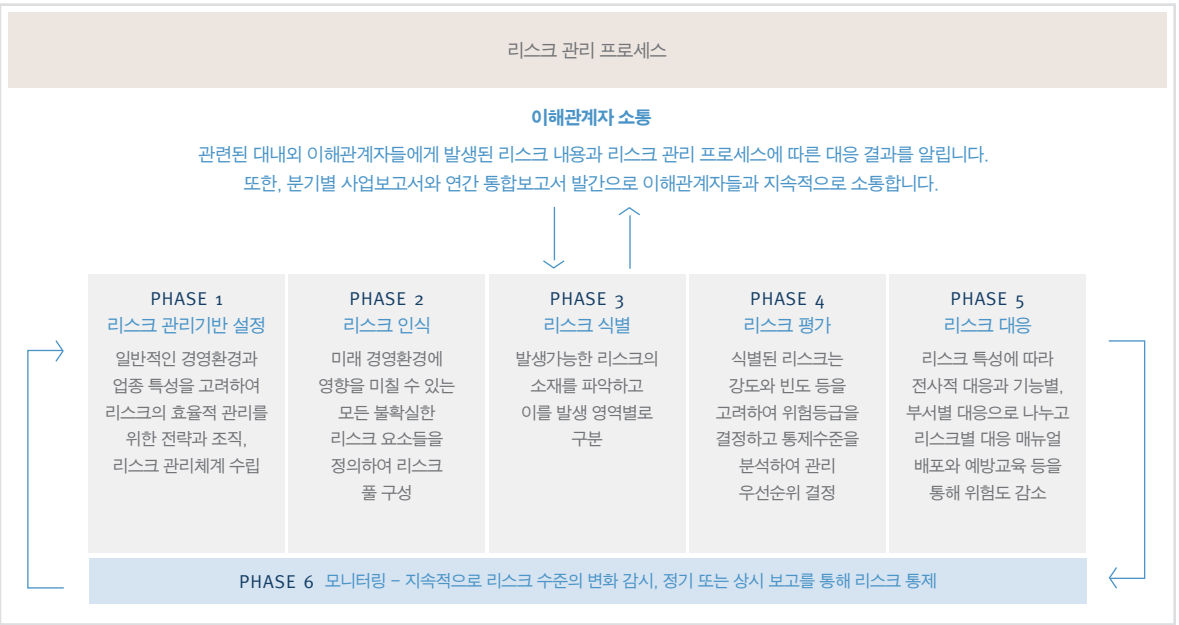 리스크 관리 프로세스
이해관계자 소통
관련된 대내외 이해관계자들에게 발생된 리스크 내용과 리스크 관리 프로세스에 따른 대응 결과를 알립니다.
또한, 분기별 사업보고서와 연간 통합보고서 발간으로 이해관계자들과 지속적으로 소통합니다.
PHASE 1
리스크 관리기반 설정
일반적인 경영환경과
업종 특성을 고려하여
리스크의 효율적 관리를
위한 전략과 조직,
리스크 관리체계 수립
PHASE 2
리스크 인식
미래 경영환경에
영향을 미칠 수 있는
모든 불확실한
리스크 요소들을
정의하여 리스크
풀 구성
PHASE 3
리스크 식별
발생가능한 리스크의
소재를 파악하고
이를 발생 영역별로
구분
PHASE 4
리스크 평가
식별된 리스크는
강도와 빈도 등을
고려하여 위험등급을
결정하고 통제수준을
분석하여 관리
우선순위 결정
PHASE 5
리스크 대응
리스크 특성에 따라
전사적 대응과 기능별,
부서별 대응으로 나누고
리스크별 대응 매뉴얼
배포와 예방교육 등을
통해 위험도 감소
PHASE 6 모니터링 – 지속적으로 리스크 수준의 변화 감시, 정기 또는 상시 보고를 통해 리스크 통제